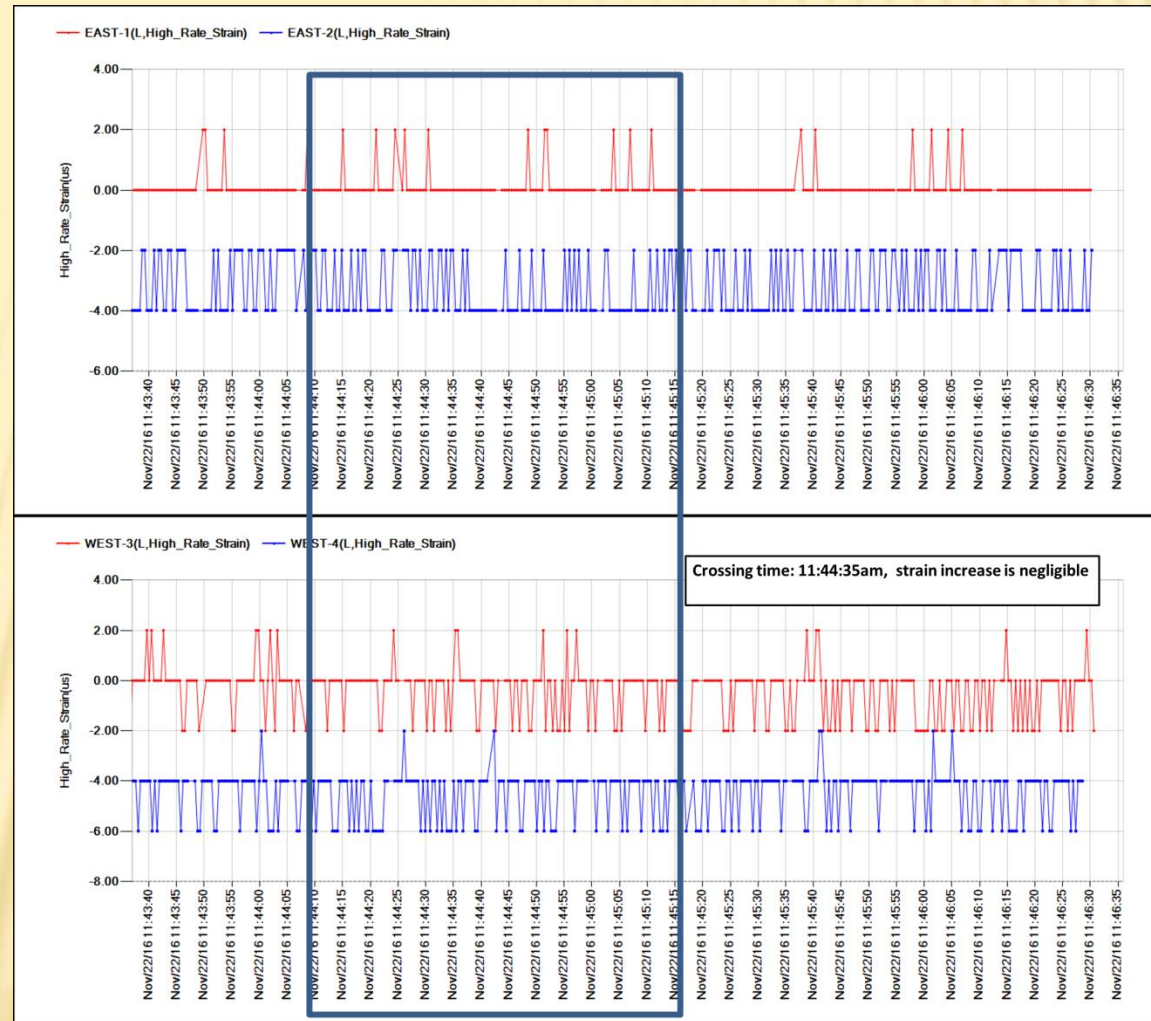 EAST-1(L,High_Rate_Strain) EAST-2(L,High_Rate_Strain)
4.00
2.00
0.00
-2.00
-4.00
-6.00
High_Rate_Strain(us)
Nov/22/16 11:43:40
Nov/22/16 11:43:45
Nov/22/16 11:43:50
Nov/22/16 11:43:55
Nov/22/16 11:44:00
Nov/22/16 11:44:05
Nov/22/16 11:44:10
Nov/22/16 11:44:15
Nov/22/16 11:44:20
Nov/22/16 11:44:25
Nov/22/16 11:44:30
Nov/22/16 11:44:35
Nov/22/16 11:44:40
Nov/22/16 11:44:45
Nov/22/16 11:44:50
Nov/22/16 11:44:55
Nov/22/16 11:45:00
Nov/22/16 11:45:05
Nov/22/16 11:45:10
Nov/22/16 11:45:15
Nov/22/16 11:45:20
Nov/22/16 11:45:25
Nov/22/16 11:45:30
Nov/22/16 11:45:35
Nov/22/16 11:45:40
Nov/22/16 11:45:45
Nov/22/16 11:45:50
Nov/22/16 11:45:55
Nov/22/16 11:46:00
Nov/22/16 11:46:05
Nov/22/16 11:46:10
Nov/22/16 11:46:15
Nov/22/16 11:46:20
Nov/22/16 11:46:25
Nov/22/16 11:46:30
Nov/22/16 11:46:35
WEST-3(L,High_Rate_Strain) WEST-4(L,High_Rate_Strain)
Crossing time: 11:44:35am, strain increase is negligible
4.00
2.00
0.00
-2.00
-4.00
-6.00
-8.00
High_Rate_Strain(us)
Nov/22/16 11:43:40
Nov/22/16 11:43:45
Nov/22/16 11:43:50
Nov/22/16 11:43:55
Nov/22/16 11:44:00
Nov/22/16 11:44:05
Nov/22/16 11:44:10
Nov/22/16 11:44:15
Nov/22/16 11:44:20
Nov/22/16 11:44:25
Nov/22/16 11:44:30
Nov/22/16 11:44:35
Nov/22/16 11:44:40
Nov/22/16 11:44:45
Nov/22/16 11:44:50
Nov/22/16 11:44:55
Nov/22/16 11:45:00
Nov/22/16 11:45:05
Nov/22/16 11:45:10
Nov/22/16 11:45:15
Nov/22/16 11:45:20
Nov/22/16 11:45:25
Nov/22/16 11:45:30
Nov/22/16 11:45:35
Nov/22/16 11:45:40
Nov/22/16 11:45:45
Nov/22/16 11:45:50
Nov/22/16 11:45:55
Nov/22/16 11:46:00
Nov/22/16 11:46:05
Nov/22/16 11:46:10
Nov/22/16 11:46:15
Nov/22/16 11:46:20
Nov/22/16 11:46:25
Nov/22/16 11:46:30
Nov/22/16 11:46:35